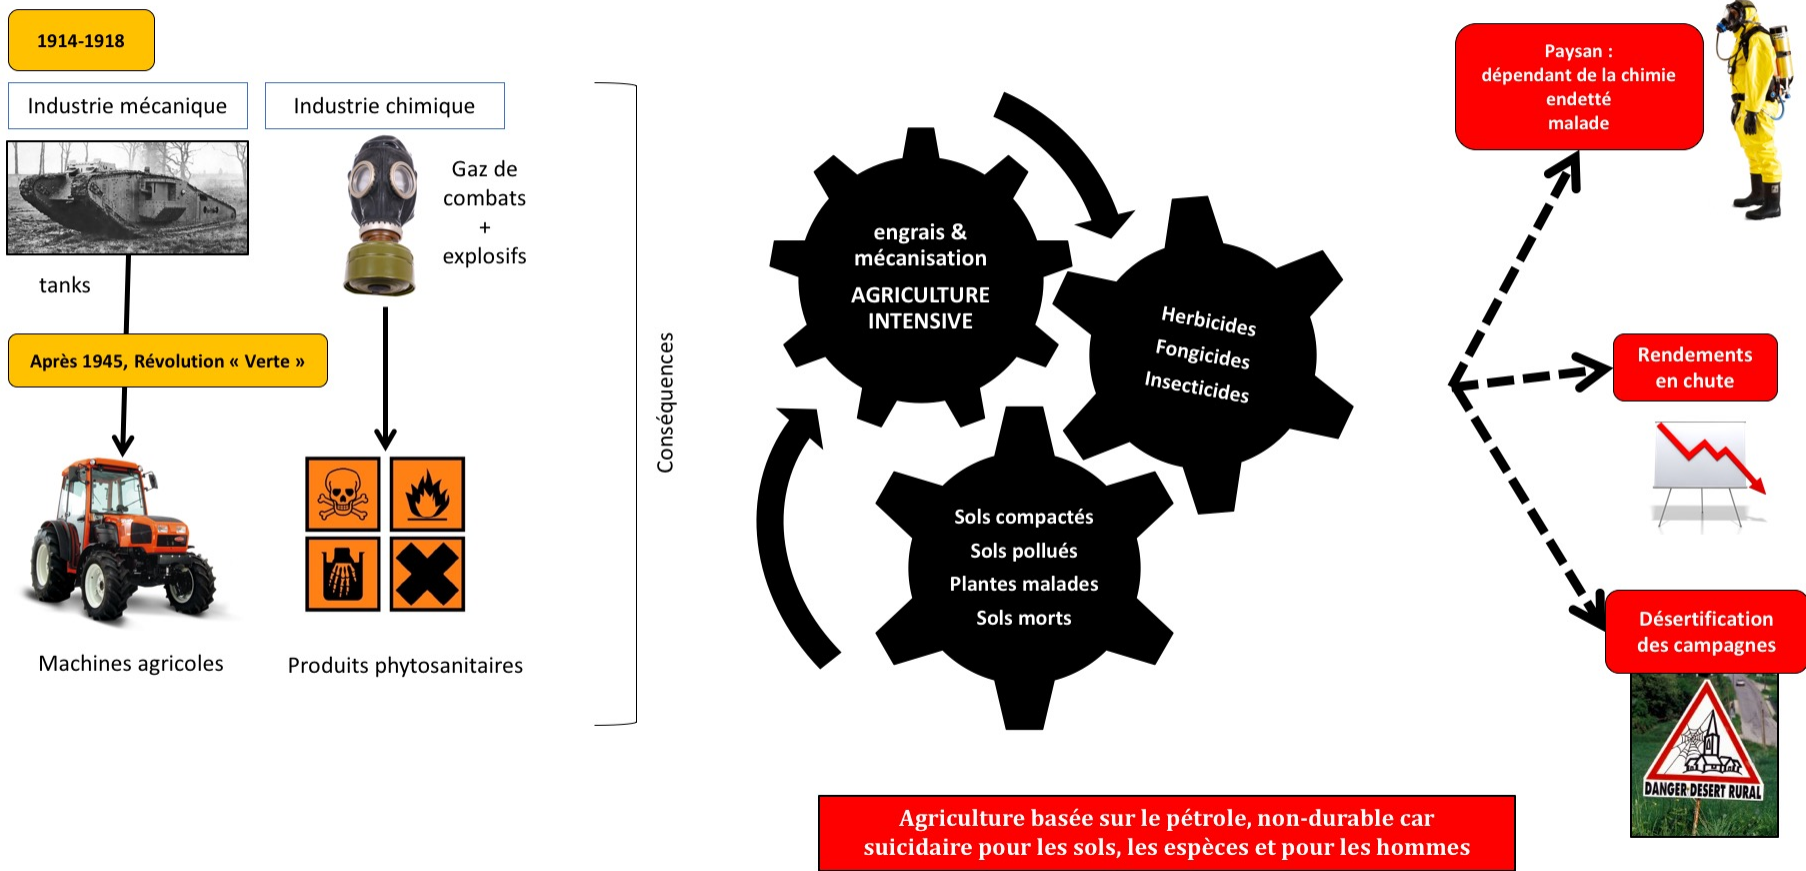 1914-1918
Industrie mécanique
Industrie chimique
Gaz de
combats
+
explosifs
tanks
Après 1945, Révolution « Verte »
Machines agricoles
Produits phytosanitaires
Conséquences
engrais &
mécanisation
AGRICULTURE
INTENSIVE
Herbicides
Fongicides
Insecticides
Sols compactés
Sols pollués
Plantes malades
Sols morts
Paysan :
dépendant de la chimie
endetté
malade
Rendements
en chute
Désertification
des campagnes
DANGER DESERT RURAL
Agriculture basée sur le pétrole, non-durable car
suicidaire pour les sols, les espèces et pour les hommes